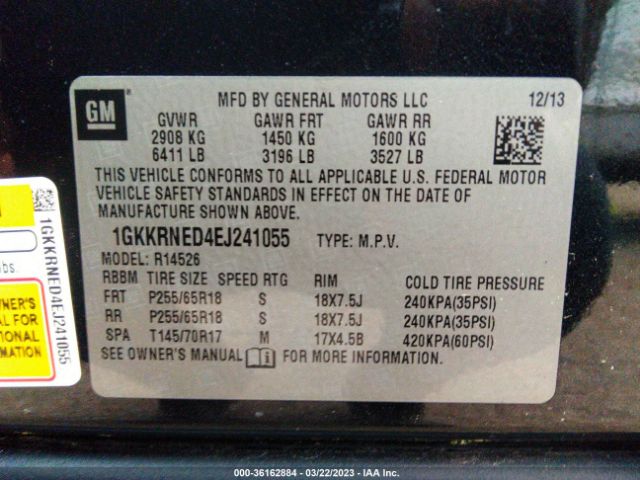 GM
MFD BY GENERAL MOTORS LLC 12/13
GVWR GAWR FRT GAWR RR
2908 KG 1450 KG 1600 KG
6411 LB 3196 LB 3527 LB
THIS VEHICLE CONFORMS TO ALL APPLICABLE U.S. FEDERAL MOTOR
VEHICLE SAFETY STANDARDS IN EFFECT ON THE DATE OF
MANUFACTURE SHOWN ABOVE.
1GKKRNED4EJ241055 TYPE: M.P.V.
MODEL: R14526
RBBM TIRE SIZE SPEED RTG RIM COLD TIRE PRESSURE
FRT P255/65R18 S 18X7.5J 240KPA(35PSI)
RR P255/65R18 S 18X7.5J 240KPA(35PSI)
SPA T145/70R17 M 17X4.5B 420KPA(60PSI)
SEE OWNER'S MANUAL FOR MORE INFORMATION.
1GKKRNED4EJ241055
bs.
WNER'S
FOR
TIONAL
MATION
000-36162884 - 03/22/2023 - IAA Inc.